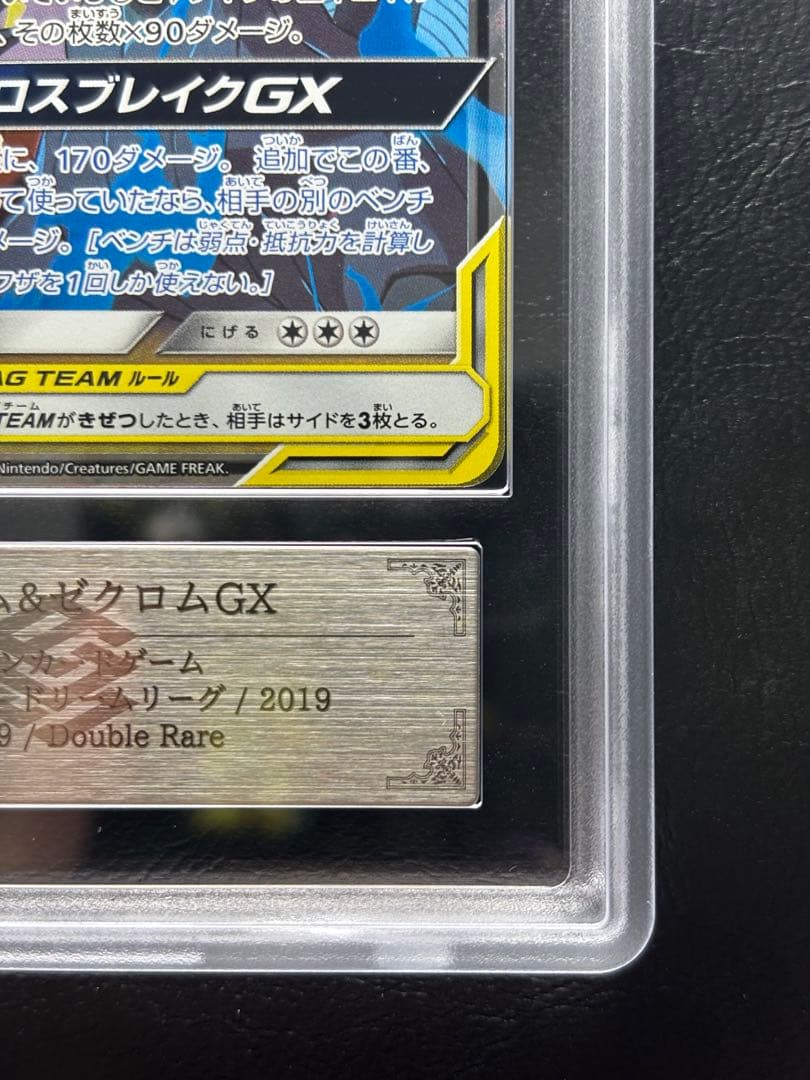 、その枚数×90ダメージ。
ロスブレイクGX
に、170ダメージ。追加でこの番、
て使っていたなら、相手の別のベンチ
メージ。[ベンチは弱点・抵抗力を計算し
ワザを1回しか使えない。]
にげる
AG TEAM ルール
TEAMがきぜつしたとき、相手はサイドを3枚とる。
Nintendo/Creatures/GAME FREAK.
ム&ゼクロムGX
ンカードゲーム
ドリームリーグ / 2019
9 / Double Rare